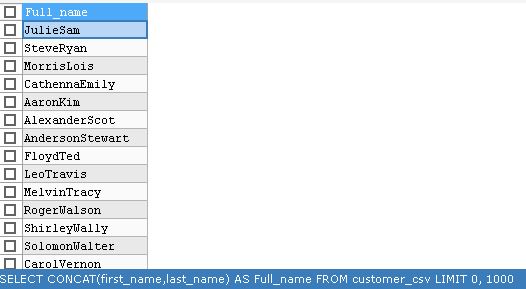 Full_name
JulieSam
SteveRyan
MorrisLois
CathennaEmily
AaronKim
AlexanderScot
AndersonStewart
FloydTed
LeoTravis
MelvinTracy
RogerWalson
ShirleyWally
SolomonWalter
CarolVernon
SELECT CONCAT(first_name,last_name) AS Full_name FROM customer_csv LIMIT 0, 1000